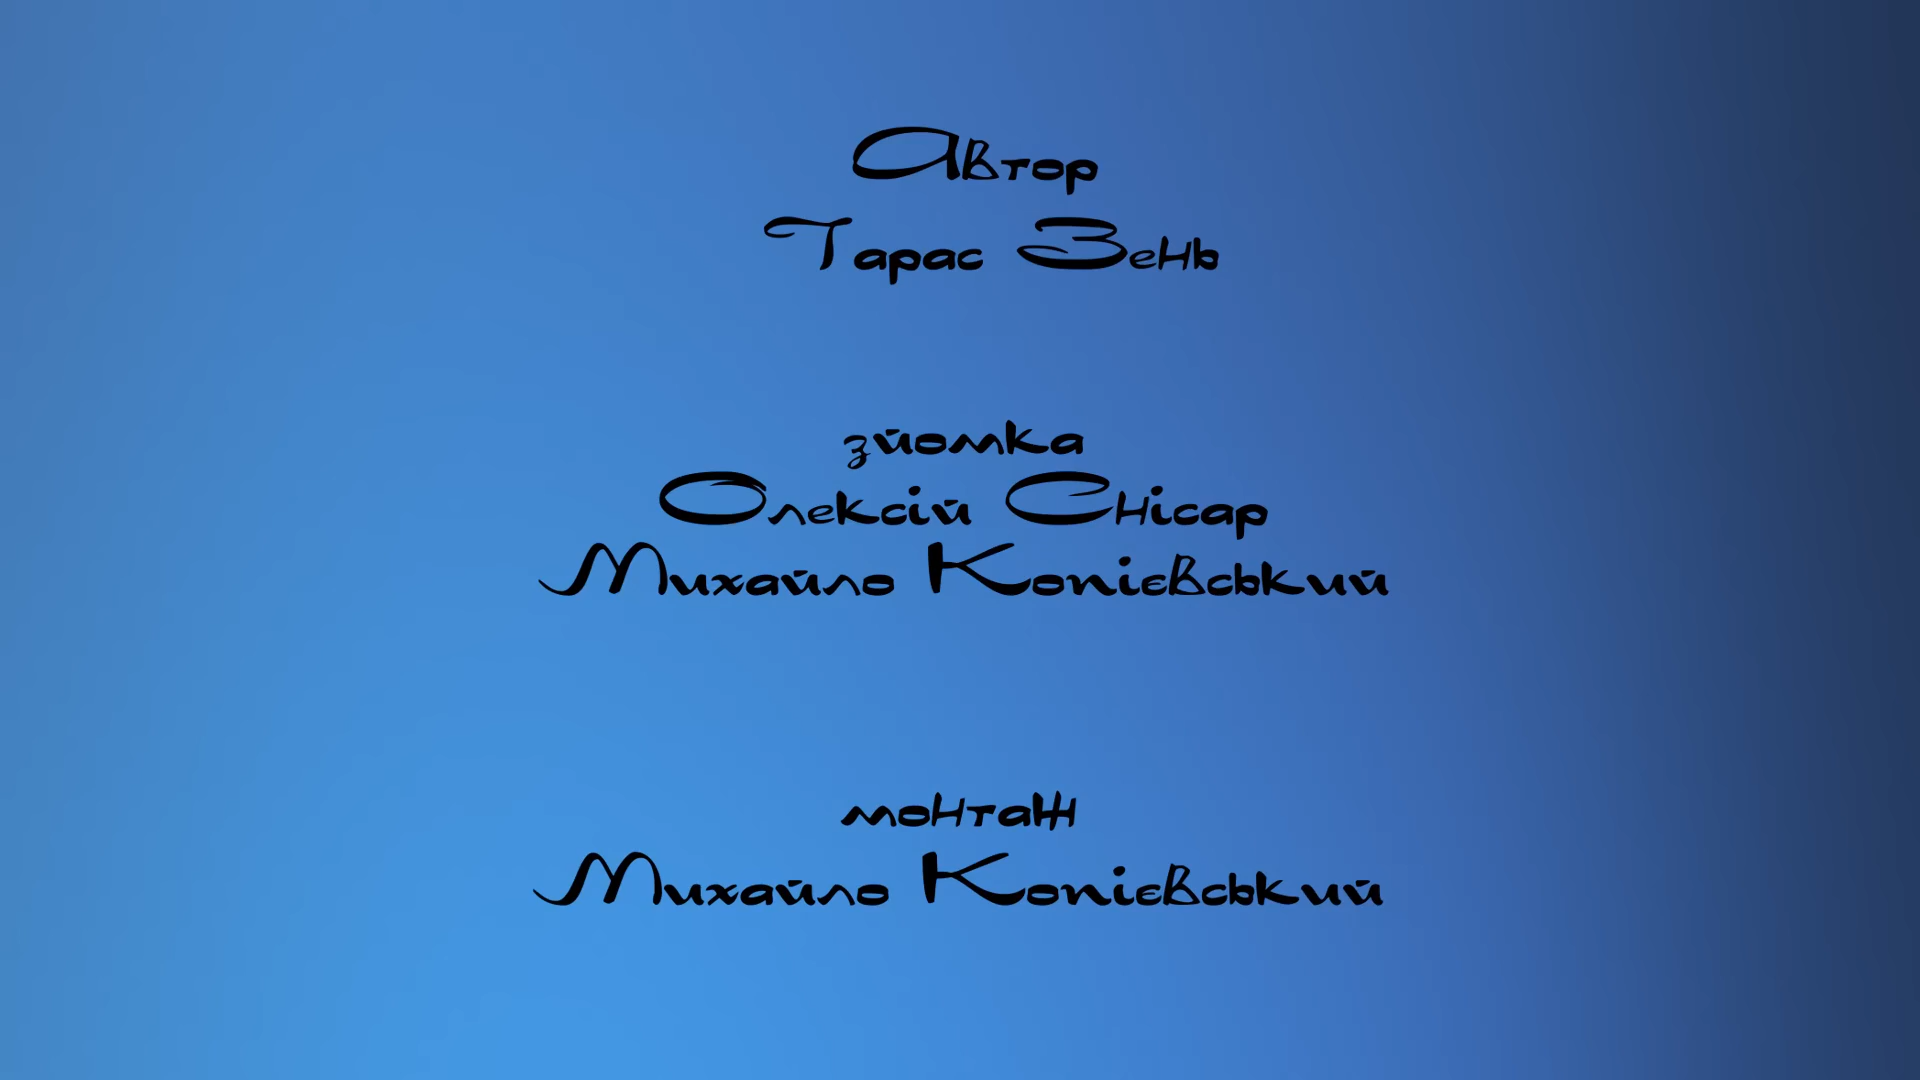 Автор
Тарас Зень
зйомка
Олексій Снісар
Михайло Копієвський
монтаж
Михайло Копієвський